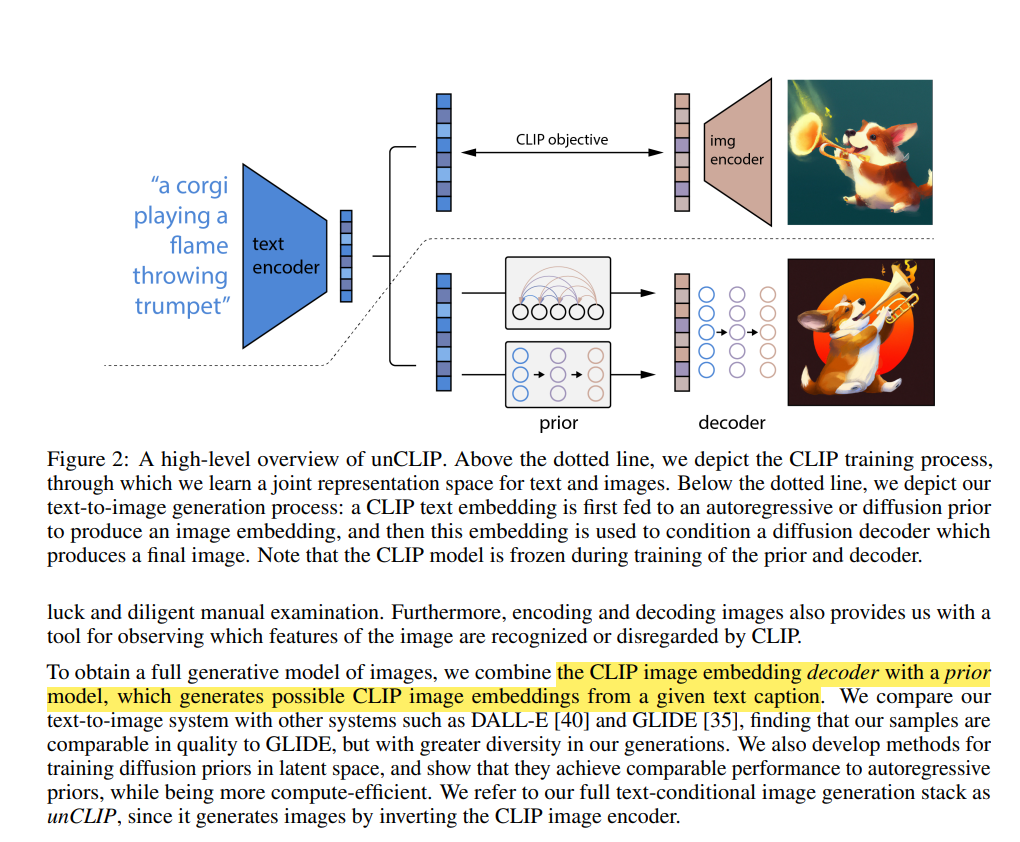 “a corgi
playing a
flame
throwing
trumpet”
text
encoder
CLIP objective
img
encoder
prior
decoder
Figure 2: A high-level overview of unCLIP. Above the dotted line, we depict the CLIP training process,
through which we learn a joint representation space for text and images. Below the dotted line, we depict our
text-to-image generation process: a CLIP text embedding is first fed to an autoregressive or diffusion prior
to produce an image embedding, and then this embedding is used to condition a diffusion decoder which
produces a final image. Note that the CLIP model is frozen during training of the prior and decoder.
luck and diligent manual examination. Furthermore, encoding and decoding images also provides us with a
tool for observing which features of the image are recognized or disregarded by CLIP.
To obtain a full generative model of images, we combine the CLIP image embedding decoder with a prior
model, which generates possible CLIP image embeddings from a given text caption. We compare our
text-to-image system with other systems such as DALL-E [40] and GLIDE [35], finding that our samples are
comparable in quality to GLIDE, but with greater diversity in our generations. We also develop methods for
training diffusion priors in latent space, and show that they achieve comparable performance to autoregressive
priors, while being more compute-efficient. We refer to our full text-conditional image generation stack as
unCLIP, since it generates images by inverting the CLIP image encoder.